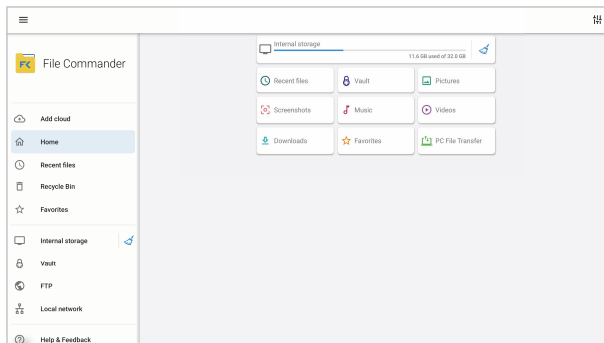 FC File Commander
Add cloud
Home
Recent files
Recycle Bin
Favorites
Internal storage
Vault
FTP
Local network
Help & Feedback
Internal storage
11.6 GB used of 32.0 GB
Recent files
Vault
Pictures
Screenshots
Music
Videos
Downloads
Favorites
PC File Transfer